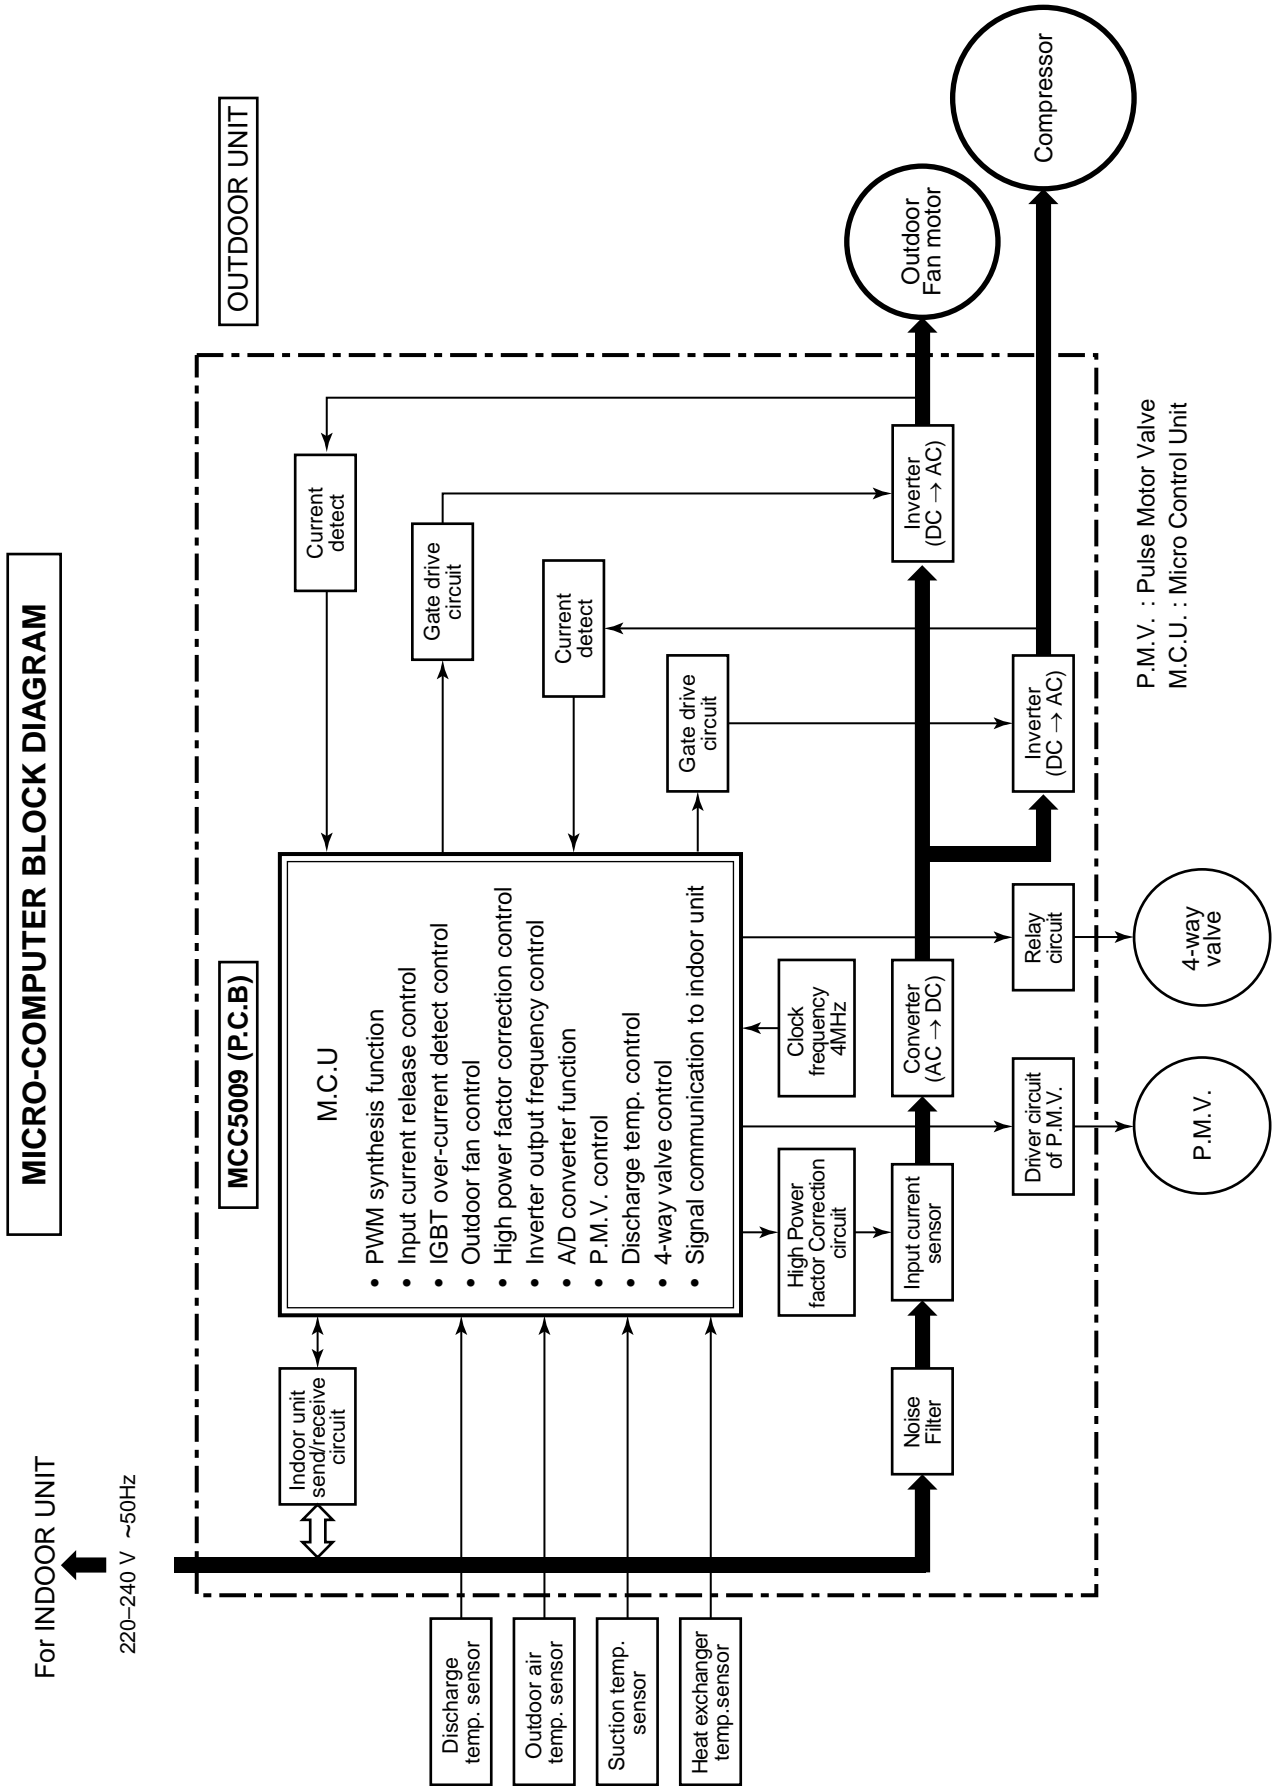 MICRO-COMPUTER BLOCK DIAGRAM
For INDOOR UNIT
220–240 V ~50Hz
MCC5009 (P.C.B)
OUTDOOR UNIT
Indoor unit
send/receive
circuit
M.C.U
• PWM synthesis function
• Input current release control
• IGBT over-current detect control
• Outdoor fan control
• High power factor correction control
• Inverter output frequency control
• A/D converter function
• P.M.V. control
• Discharge temp. control
• 4-way valve control
• Signal communication to indoor unit
Current
detect
Gate drive
circuit
Current
detect
Gate drive
circuit
Discharge
temp. sensor
Outdoor air
temp. sensor
Suction temp.
sensor
Heat exchanger
temp.sensor
High Power
factor Correction
circuit
Clock
frequency
4MHz
Noise
Filter
Input current
sensor
Converter
(AC → DC)
Inverter
(DC → AC)
Outdoor
Fan motor
Driver circuit
of P.M.V.
Relay
circuit
Inverter
(DC → AC)
Compressor
P.M.V.
4-way
valve
P.M.V. : Pulse Motor Valve
M.C.U. : Micro Control Unit